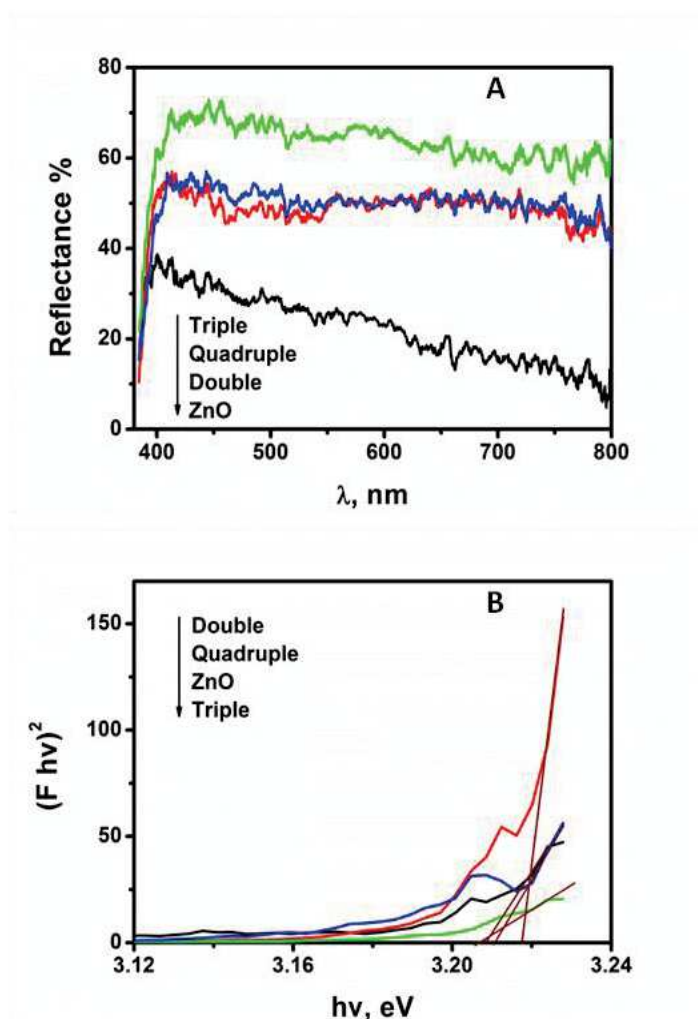 A
80
60
40
20
0
Reflectance %
Triple
Quadruple
Double
ZnO
400 500 600 700 800
λ, nm
B
150
100
50
0
(F hν)²
Double
Quadruple
ZnO
Triple
3.12 3.16 3.20 3.24
hν, eV